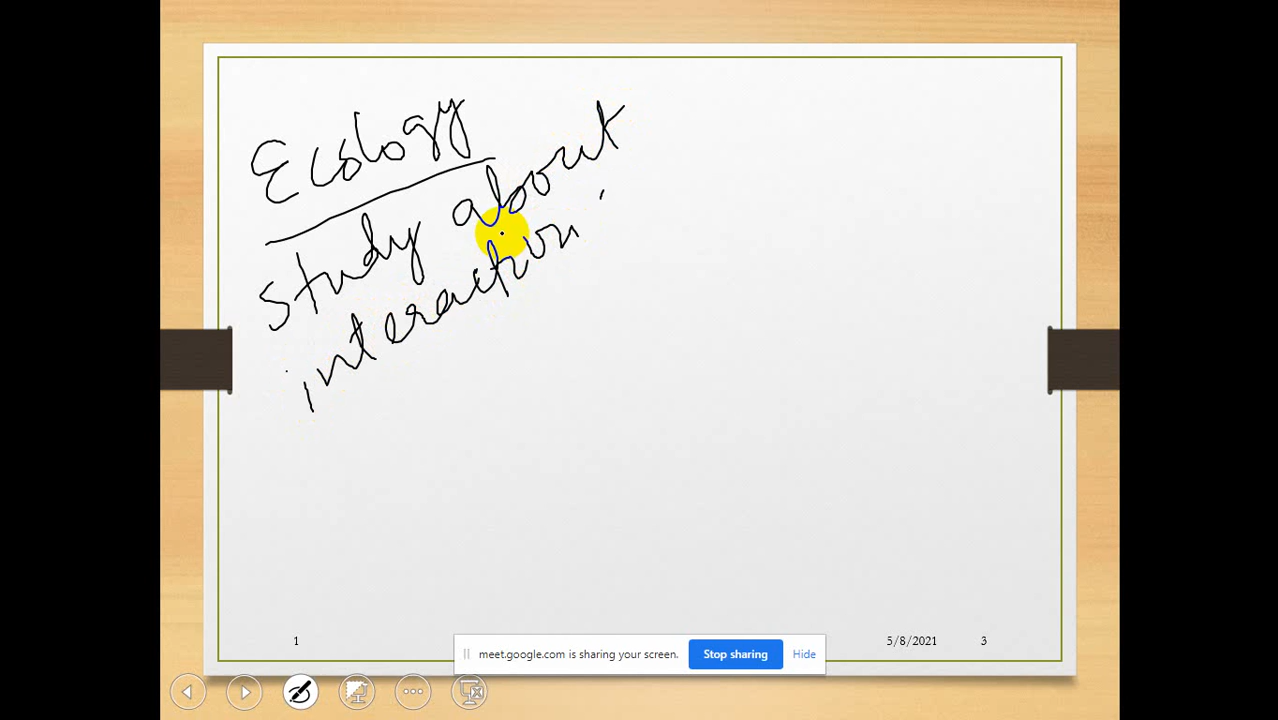 Ecology
study about
interaction
1
5/8/2021
3
meet.google.com is sharing your screen.
Stop sharing
Hide